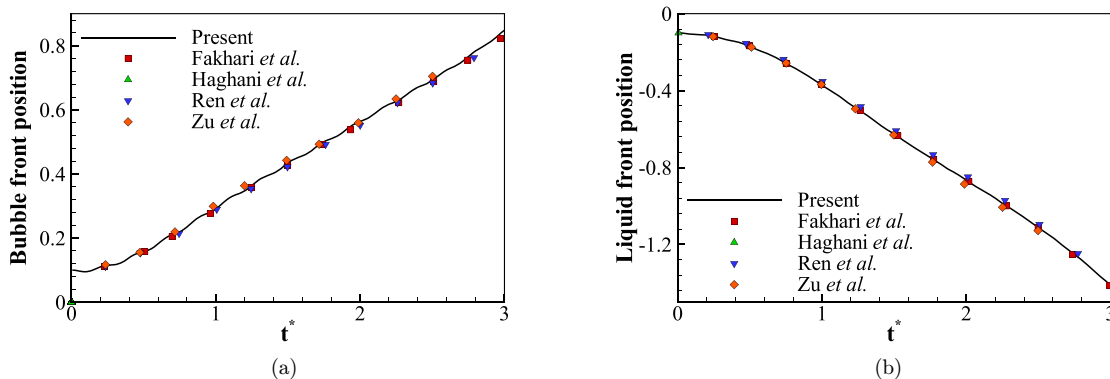 Bubble front position
0.8
0.6
0.4
0.2
0
0
1
2
3
t*
Present
Fakhari et al.
Haghani et al.
Ren et al.
Zu et al.
(a)
Liquid front position
0
-0.4
-0.8
-1.2
0
1
2
3
t*
Present
Fakhari et al.
Haghani et al.
Ren et al.
Zu et al.
(b)